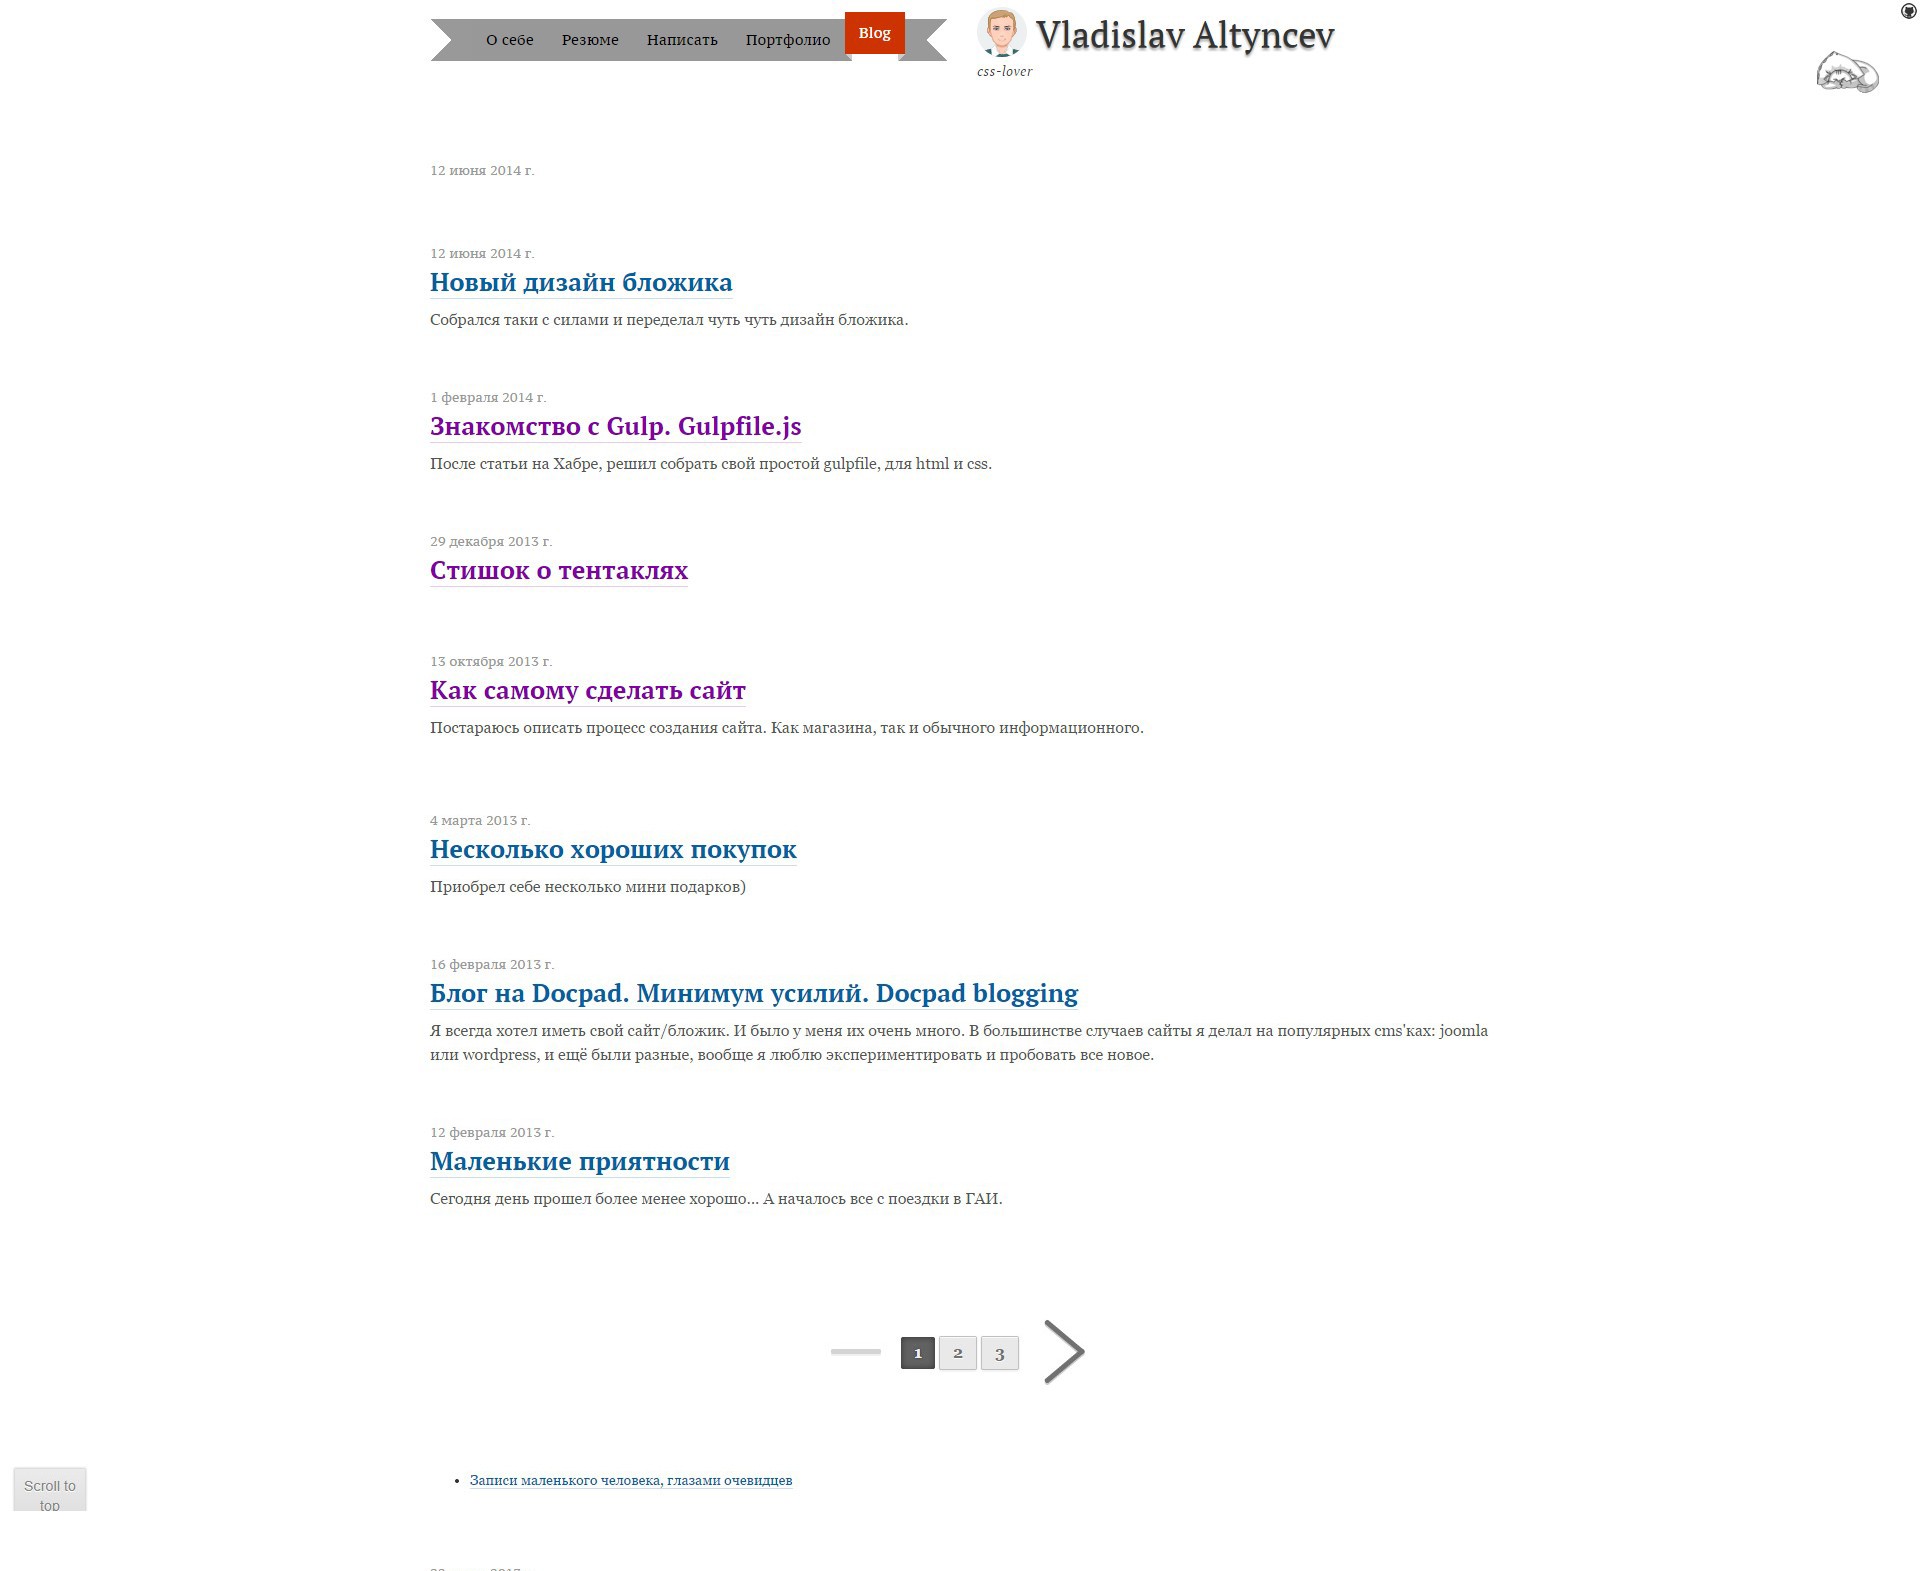 О себе Резюме Написать Портфолио Blog
Vladislav Altyncev
css-lover
12 июня 2014 г.
12 июня 2014 г.
Новый дизайн бложика
Собрался таки с силами и переделал чуть чуть дизайн бложика.
1 февраля 2014 г.
Знакомство с Gulp. Gulpfile.js
После статьи на Хабре, решил собрать свой простой gulpfile, для html и css.
29 декабря 2013 г.
Стишок о тентаклях
13 октября 2013 г.
Как самому сделать сайт
Постараюсь описать процесс создания сайта. Как магазина, так и обычного информационного.
4 марта 2013 г.
Несколько хороших покупок
Приобрел себе несколько мини подарков)
16 февраля 2013 г.
Блог на Docpad. Минимум усилий. Docpad blogging
Я всегда хотел иметь свой сайт/бложик. И было у меня их очень много. В большинстве случаев сайты я делал на популярных cms'ках: joomla
или wordpress, и ещё были разные, вообще я люблю экспериментировать и пробовать все новое.
12 февраля 2013 г.
Маленькие приятности
Сегодня день прошел более менее хорошо... А началось все с поездки в ГАИ.
1 2 3
Записи маленького человека, глазами очевидцев
Scroll to
top